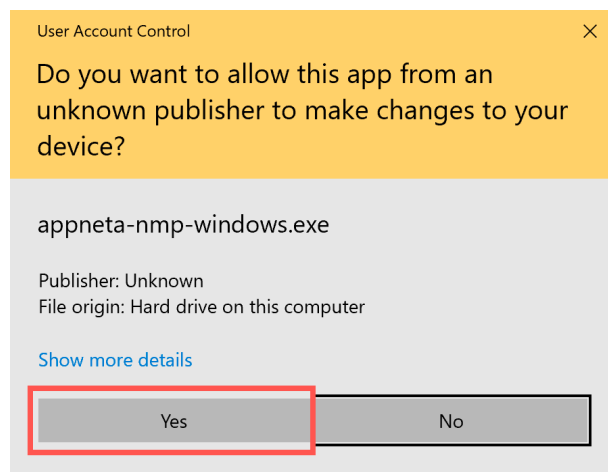 User Account Control
Do you want to allow this app from an
unknown publisher to make changes to your
device?
appneta-nmp-windows.exe
Publisher: Unknown
File origin: Hard drive on this computer
Show more details
Yes
No